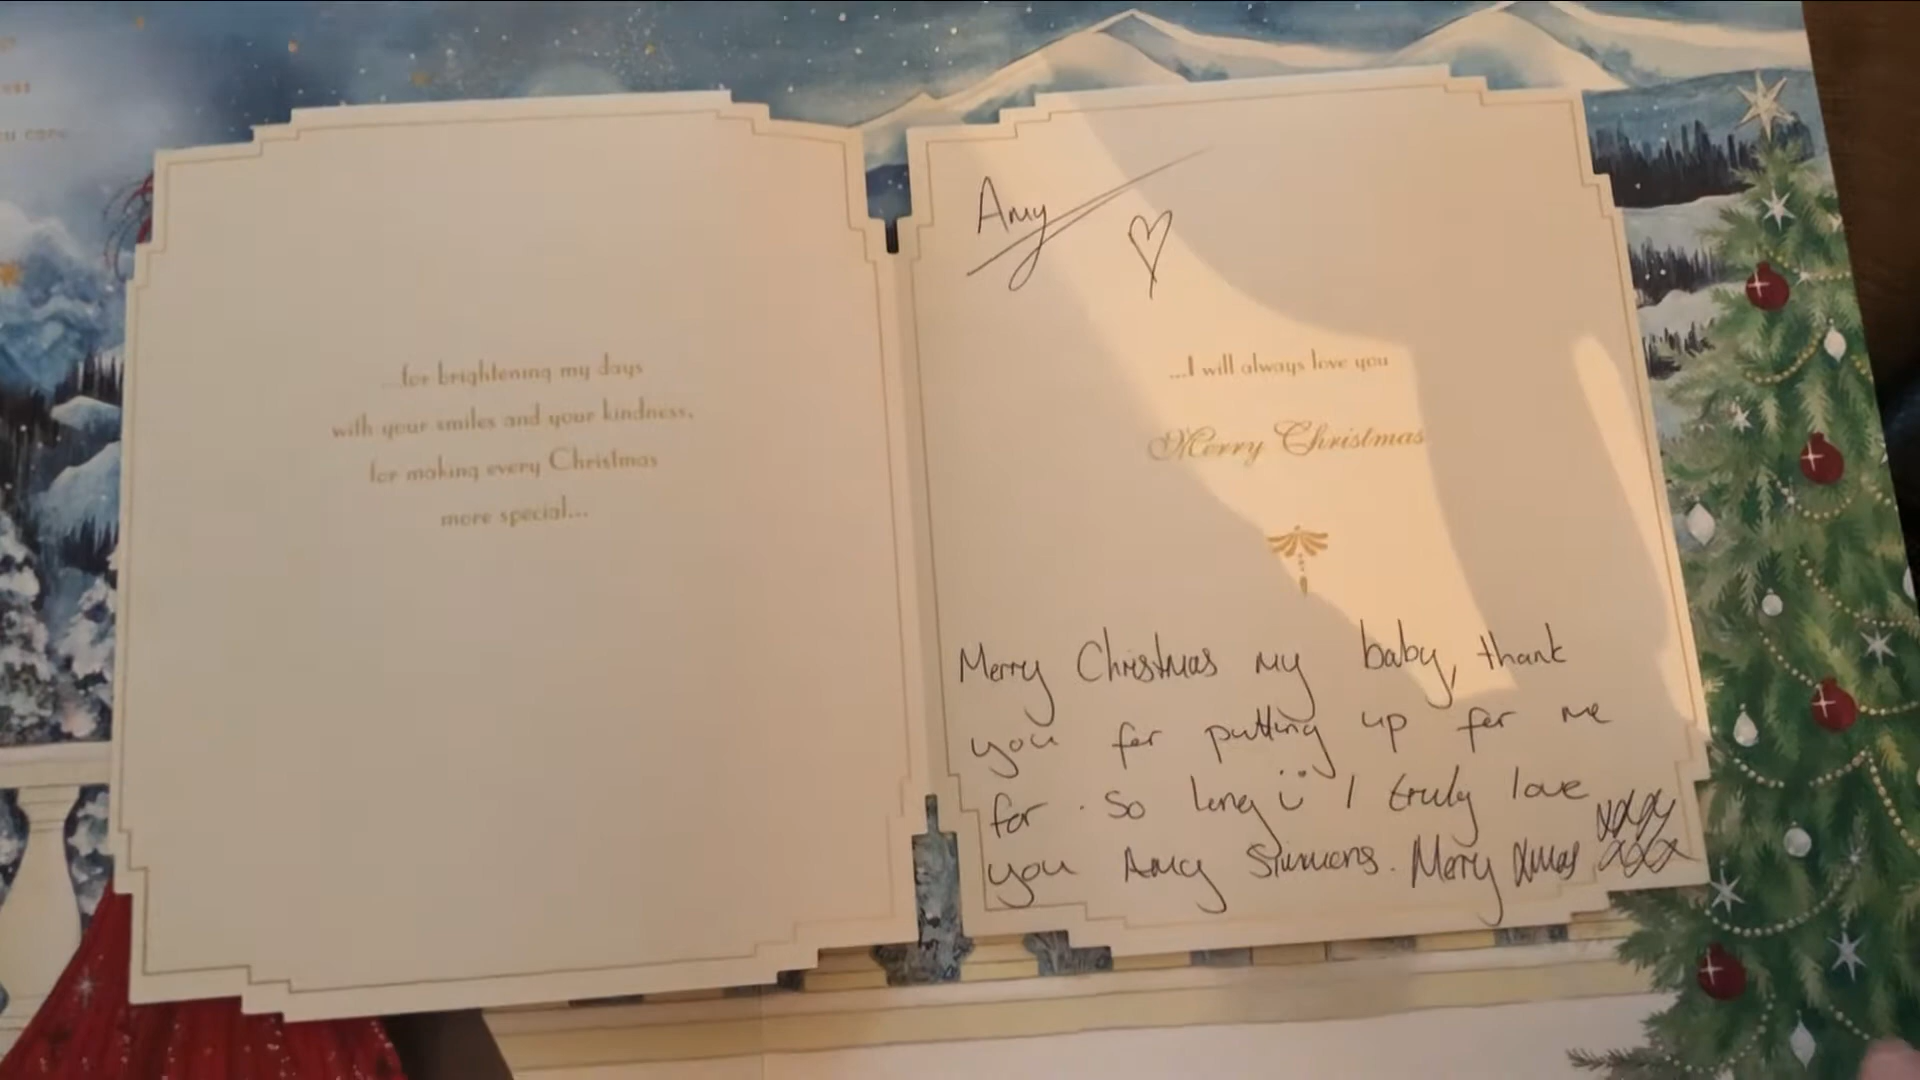 ...for brightening my days
with your smiles and your kindness,
for making every Christmas
more special...
Amy
...I will always love you
Merry Christmas
Merry Christmas my baby, thank
you for putting up for me
for so long I truly love
you Amy Simmons. Merry Xmas
xxx
xxx